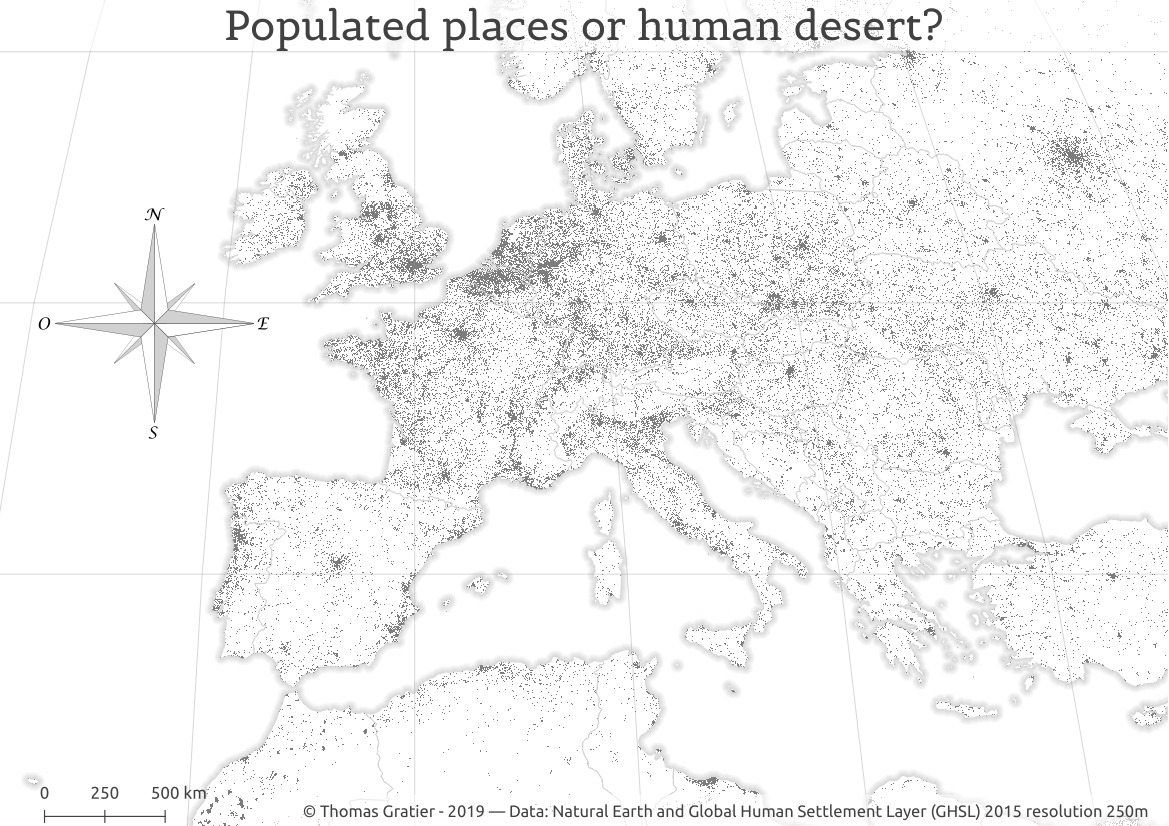 Populated places or human desert?
N
O
E
S
0 250 500 km
© Thomas Gratier - 2019 — Data: Natural Earth and Global Human Settlement Layer (GHSL) 2015 resolution 250m